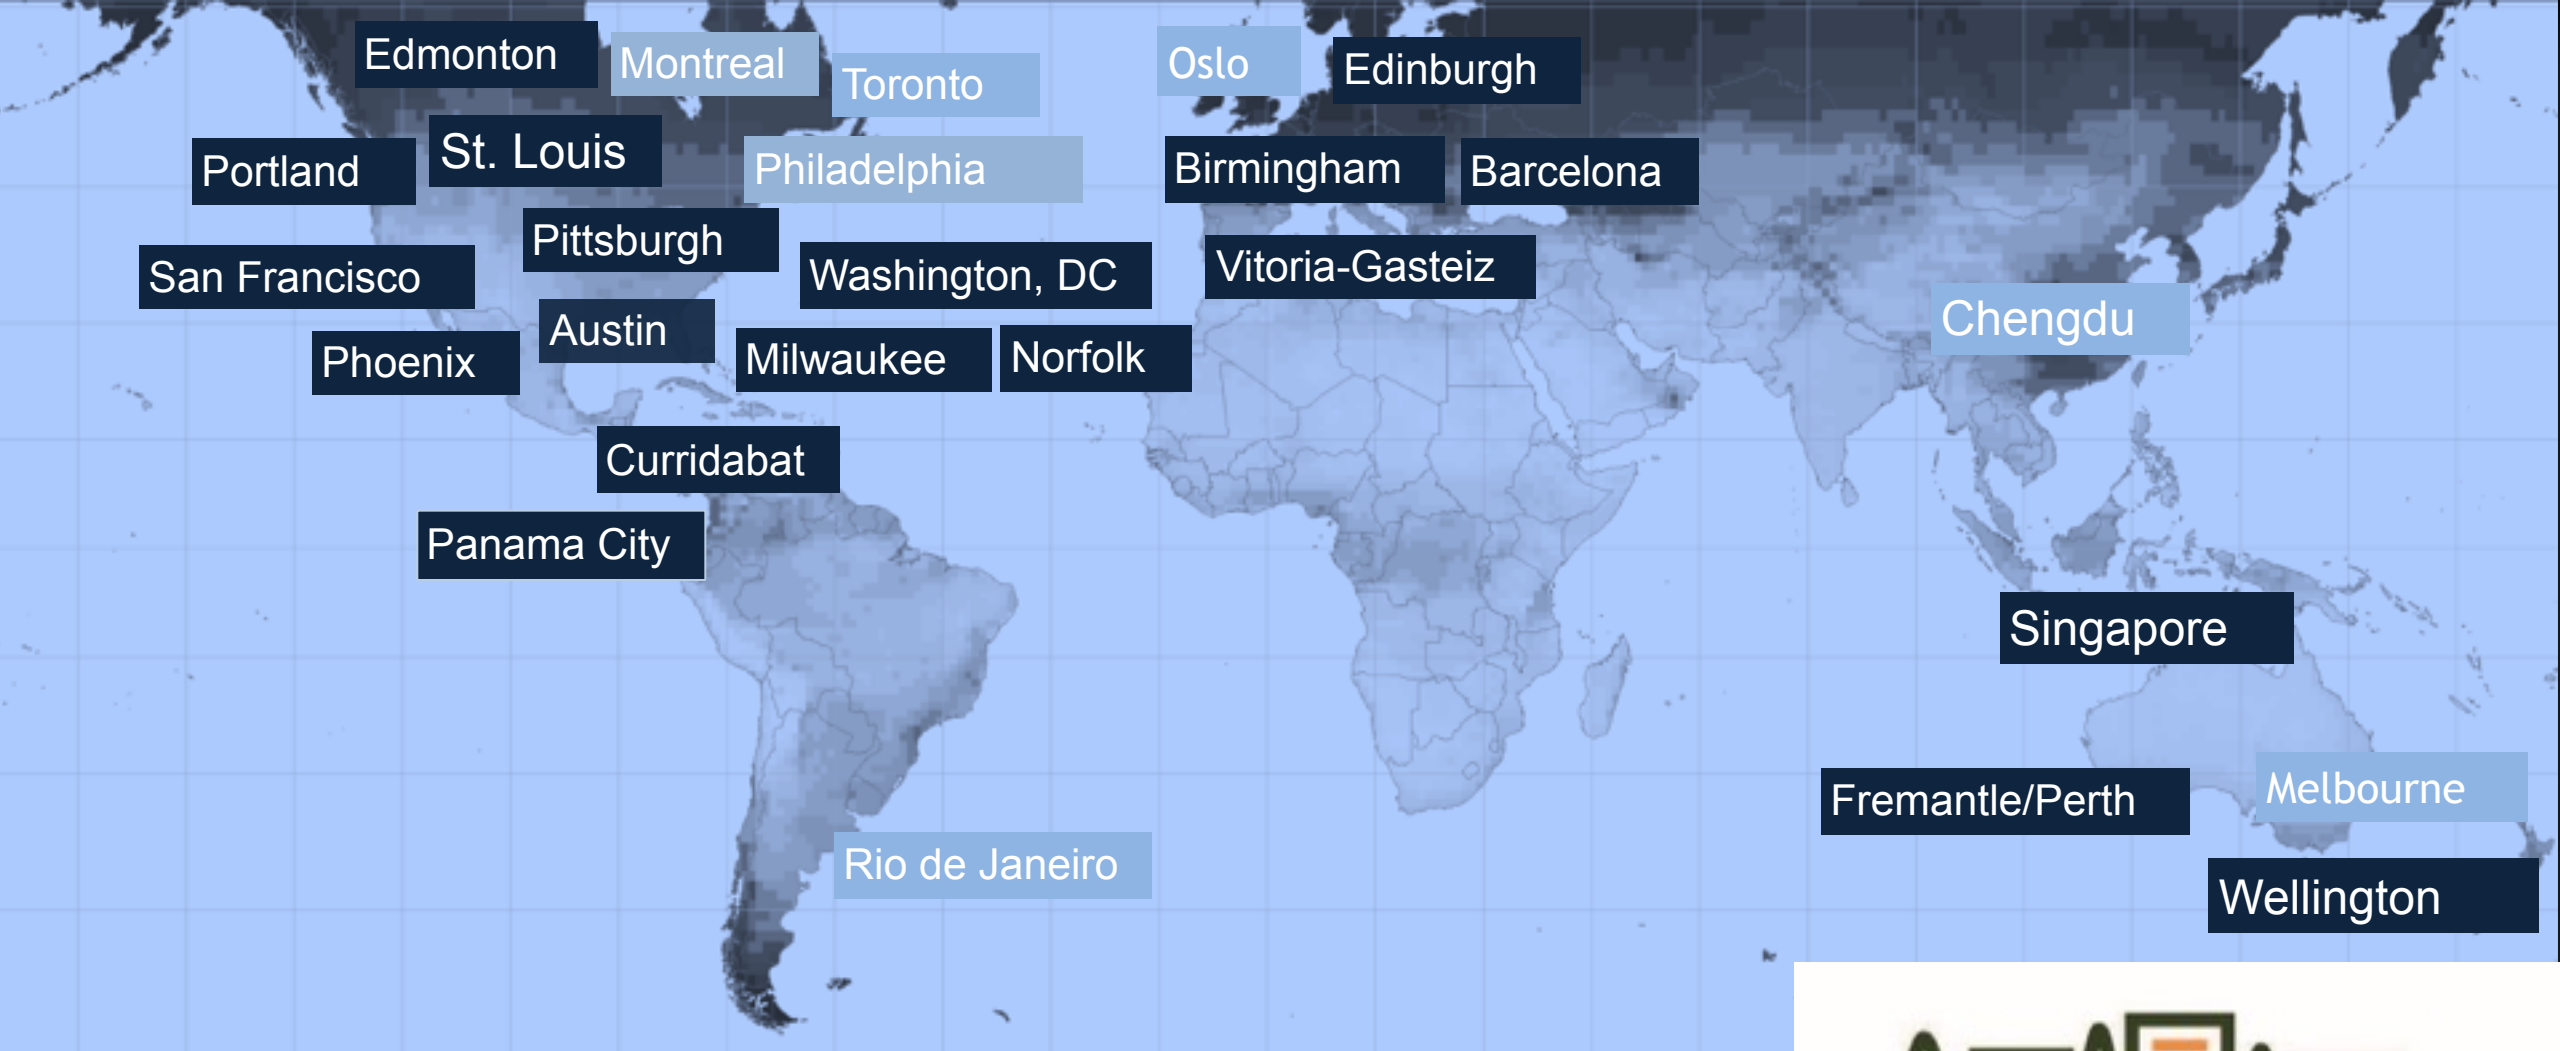 Edmonton
Montreal
Toronto
Oslo
Edinburgh
Portland
St. Louis
Philadelphia
Birmingham
Barcelona
San Francisco
Pittsburgh
Washington, DC
Vitoria-Gasteiz
Chengdu
Phoenix
Austin
Milwaukee
Norfolk
Curridabat
Panama City
Singapore
Fremantle/Perth
Melbourne
Rio de Janeiro
Wellington